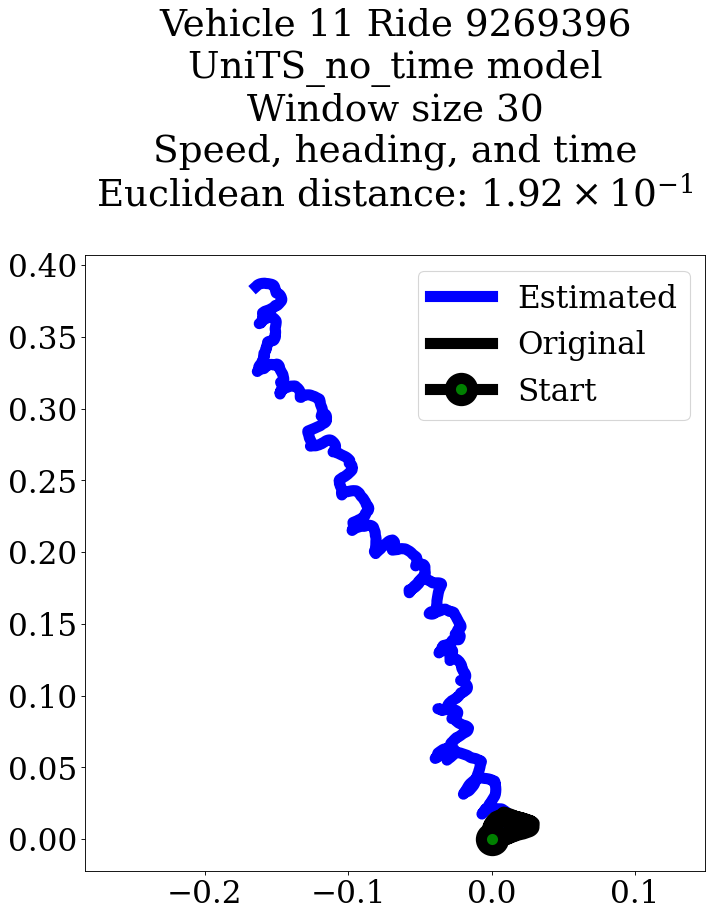 Vehicle 11 Ride 9269396
UniTS_no_time model
Window size 30
Speed, heading, and time
Euclidean distance: 1.92 × 10⁻¹
0.40
0.35
0.30
0.25
0.20
0.15
0.10
0.05
0.00
Estimated
Original
Start
−0.2 −0.1 0.0 0.1